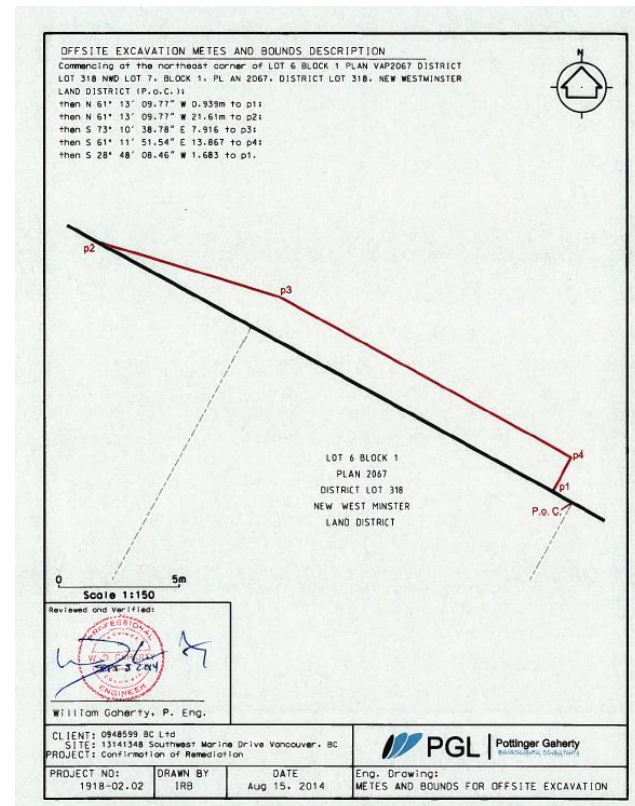 OFFSITE EXCAVATION METES AND BOUNDS DESCRIPTION
Commencing at the northeast corner of LOT 6 BLOCK 1 PLAN VAP2067 DISTRICT
LOT 318 NWD LOT 7. BLOCK 1. PL AN 2067. DISTRICT LOT 318. NEW WESTMINSTER
LAND DISTRICT (P.o.C.):
then N 61° 13' 09.77" W 0.939m to p1:
then N 61° 13' 09.77" W 21.61m to p2:
then S 73° 10' 38.78" E 7.916 to p3:
then S 61° 11' 51.54" E 13.867 to p4:
then S 28° 48' 08.46" W 1.683 to p1.
N
p2
p3
p4
p1
P.o.C.
LOT 6 BLOCK 1
PLAN 2067
DISTRICT LOT 318
NEW WEST MINSTER
LAND DISTRICT
0 5m
Scale 1:150
Reviewed and Verified:
PROFESSIONAL
PROVINCE
ENGINEER
William Gaherty. P. Eng.
CLIENT: 0948599 BC Ltd
SITE: 13141348 Southwest Marine Drive Vancouver. BC
PROJECT: Confirmation of Remediation
PGL Pottinger Gaherty
PROJECT NO: 1918-02.02
DRAWN BY IRB
DATE Aug 15. 2014
Eng. Drawing:
METES AND BOUNDS FOR OFFSITE EXCAVATION